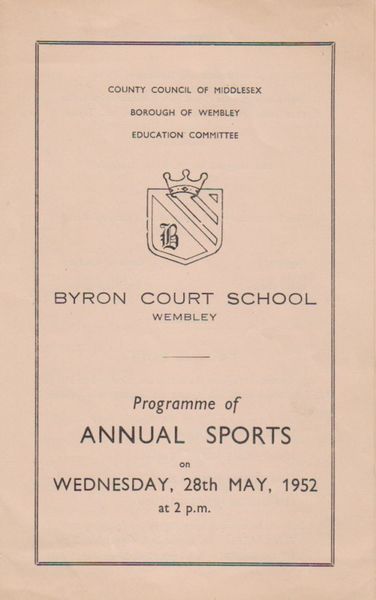 COUNTY COUNCIL OF MIDDLESEX
BOROUGH OF WEMBLEY
EDUCATION COMMITTEE
B
BYRON COURT SCHOOL
WEMBLEY
Programme of
ANNUAL SPORTS
on
WEDNESDAY, 28th MAY, 1952
at 2 p.m.